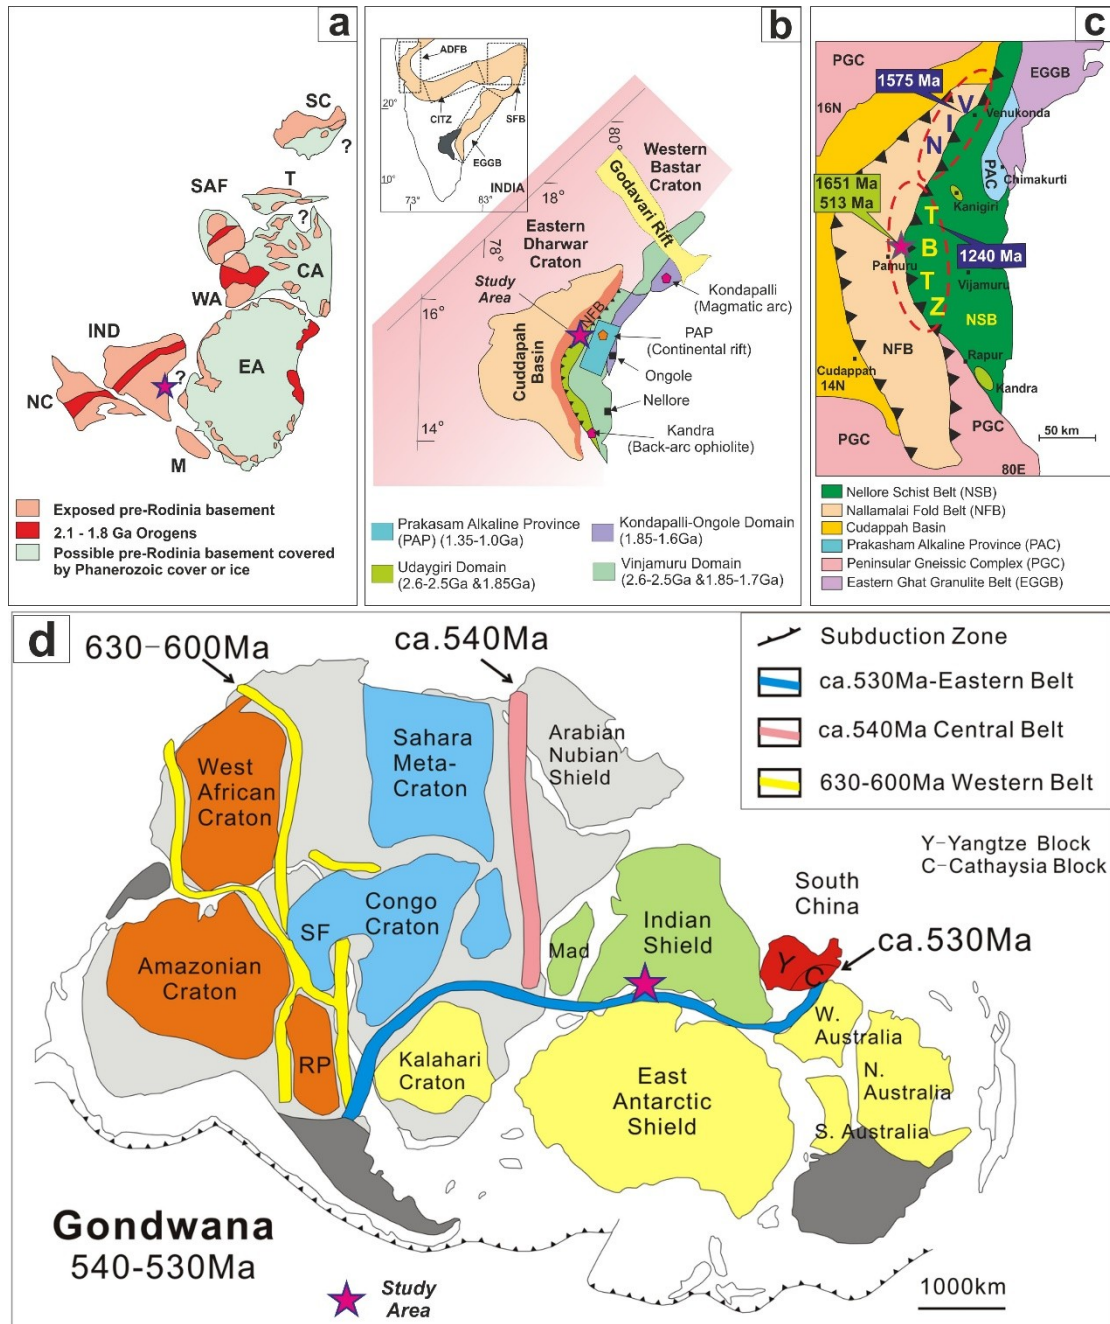 a
SC
?
SAF
T
?
CA
WA
IND
?
EA
NC
M
Exposed pre-Rodinia basement
2.1 - 1.8 Ga Orogens
Possible pre-Rodinia basement covered
by Phanerozoic cover or ice
b
ADFB
20°
CITZ
SFB
EGGB
10°
INDIA
73°
83°
80°
18°
78°
16°
14°
Western
Bastar
Craton
Godavari Rift
Eastern
Dharwar
Craton
Study
Area
NFB
Cuddapah
Basin
Kondapalli
(Magmatic arc)
PAP
(Continental rift)
Ongole
Nellore
Kandra
(Back-arc ophiolite)
Prakasam Alkaline Province
(PAP) (1.35-1.0Ga)
Kondapalli-Ongole Domain
(1.85-1.6Ga)
Udaygiri Domain
(2.6-2.5Ga &1.85Ga)
Vinjamuru Domain
(2.6-2.5Ga &1.85-1.7Ga)
c
PGC
EGGB
1575 Ma
16N
V
I
N
Venukonda
PAC
Chimakurti
1651 Ma
513 Ma
Kanigiri
T
B
T
Z
1240 Ma
Pamuru
Vijamuru
NSB
NFB
Rapur
Cudappah
14N
Kandra
PGC
PGC
50 km
80E
Nellore Schist Belt (NSB)
Nallamalai Fold Belt (NFB)
Cudappah Basin
Prakasham Alkaline Province (PAC)
Peninsular Gneissic Complex (PGC)
Eastern Ghat Granulite Belt (EGGB)
d
630-600Ma
ca.540Ma
Subduction Zone
ca.530Ma-Eastern Belt
ca.540Ma Central Belt
630-600Ma Western Belt
Y-Yangtze Block
C-Cathaysia Block
West
African
Craton
Sahara
Meta-
Craton
Arabian
Nubian
Shield
South
China
ca.530Ma
Y
C
SF
Congo
Craton
Mad
Indian
Shield
Amazonian
Craton
RP
Kalahari
Craton
East
Antarctic
Shield
W.
Australia
N.
Australia
S. Australia
Gondwana
540-530Ma
Study
Area
1000km